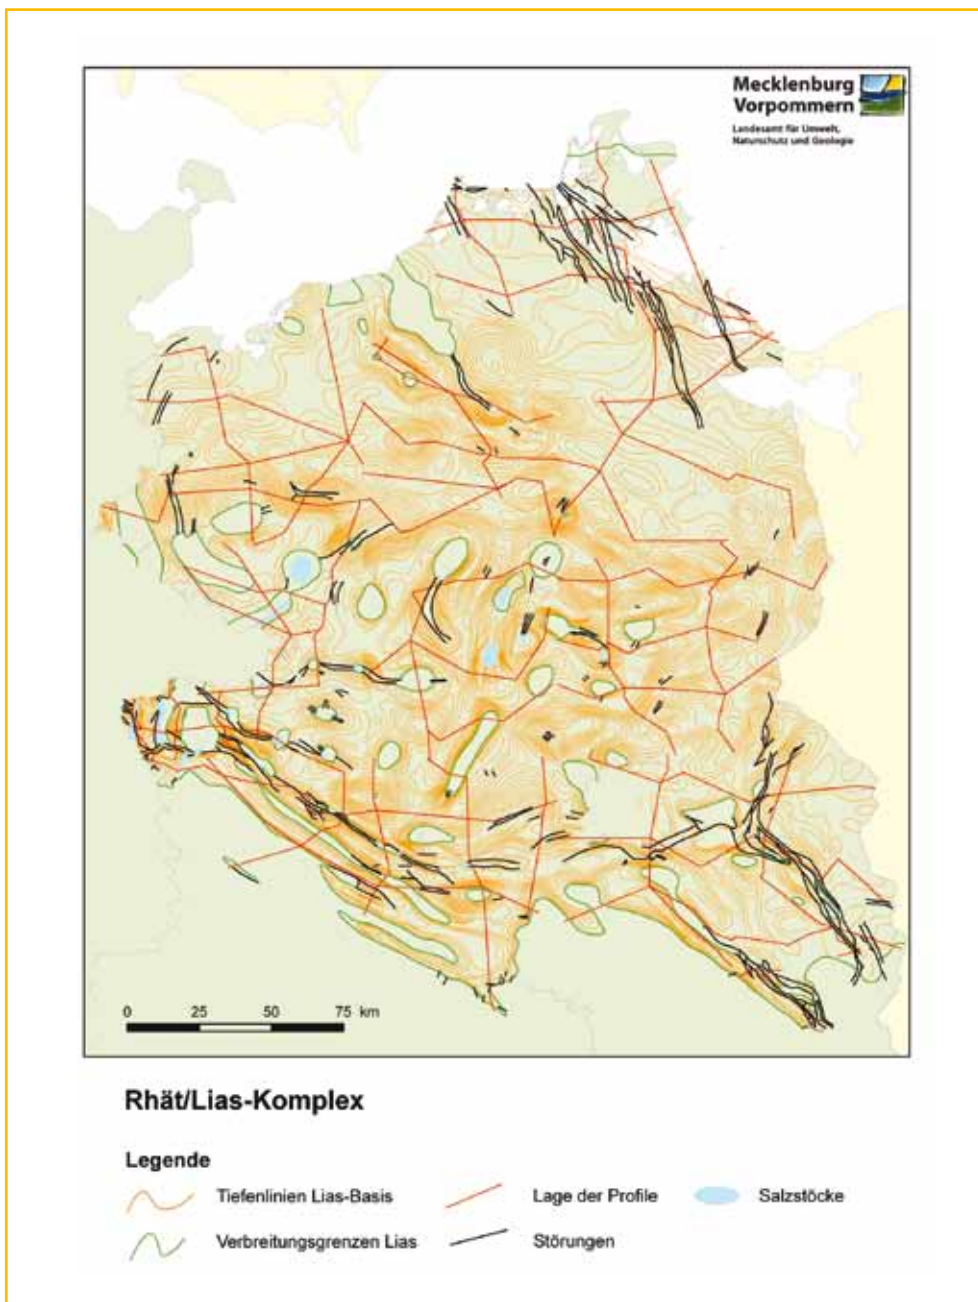 Mecklenburg
Vorpommern
Landesamt für Umwelt,
Naturschutz und Geologie
0 25 50 75 km
Rhät/Lias-Komplex
Legende
Tiefenlinien Lias-Basis
Lage der Profile
Salzstöcke
Verbreitungsgrenzen Lias
Störungen